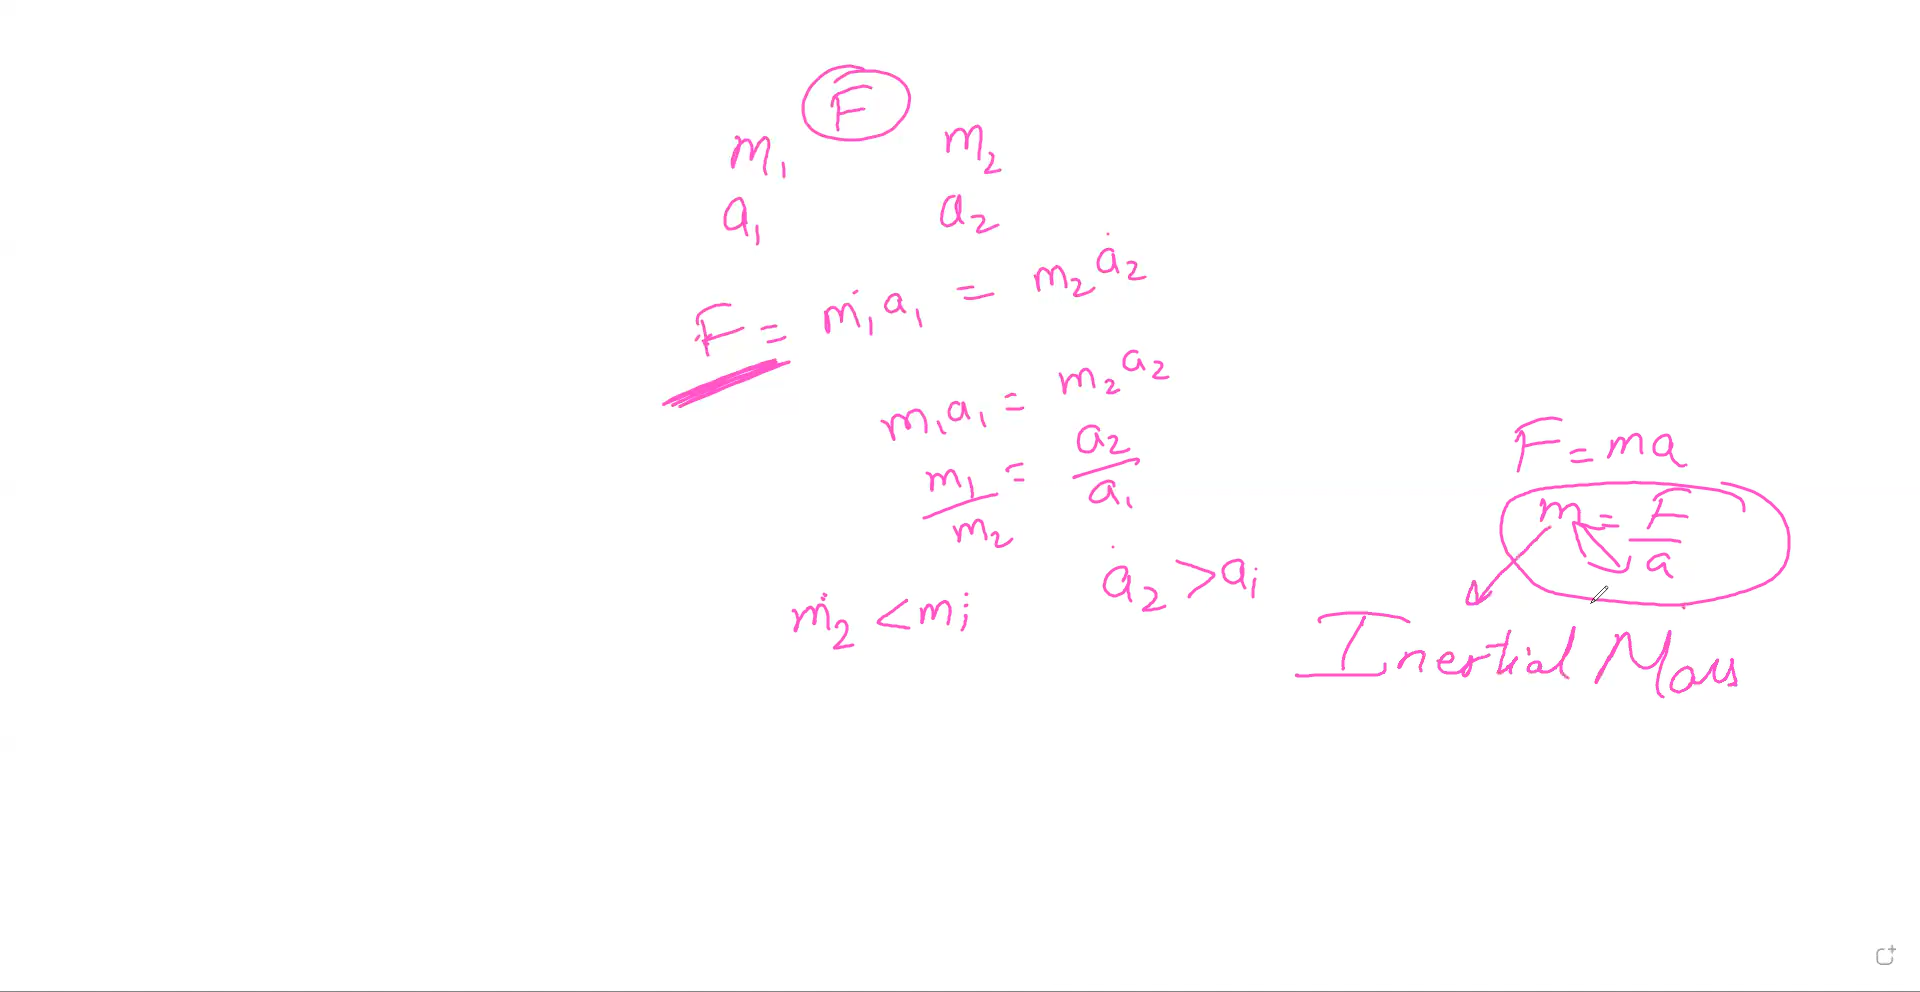 F
m₁ m₂
a₁ a₂
F = m₁a₁ = m₂a₂
m₁a₁ = m₂a₂
m₁/m₂ = a₂/a₁
a₂ > a₁
m₂ < m₁
F = ma
m = F/a
Inertial Mass